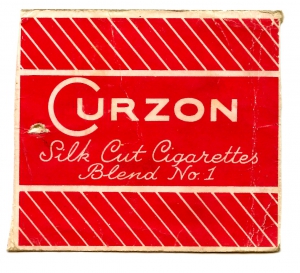 CURZON
Silk Cut Cigarettes
Blend No. 1